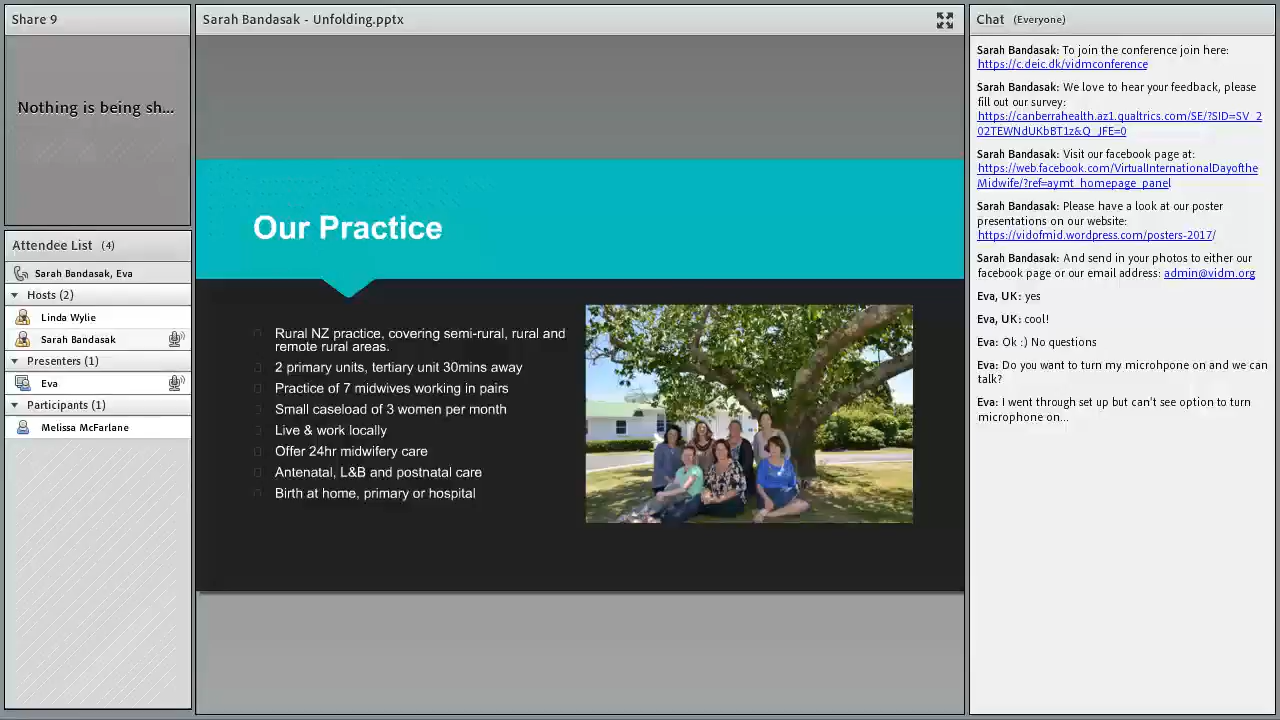 Share 9
Nothing is being sh...
Attendee List (4)
Sarah Bandasak, Eva
Hosts (2)
Linda Wylie
Sarah Bandasak
Presenters (1)
Eva
Participants (1)
Melissa McFarlane
Sarah Bandasak - Unfolding.pptx
Our Practice
Rural NZ practice, covering semi-rural, rural and
remote rural areas.
2 primary units, tertiary unit 30mins away
Practice of 7 midwives working in pairs
Small caseload of 3 women per month
Live & work locally
Offer 24hr midwifery care
Antenatal, L&B and postnatal care
Birth at home, primary or hospital
Chat (Everyone)
Sarah Bandasak: To join the conference join here:
https://c.deic.dk/vidmconference
Sarah Bandasak: We love to hear your feedback, please
fill out our survey:
https://canberrahealth.az1.qualtrics.com/SE/?SID=SV_2
02TEWNdUKbBT1z&Q_JFE=0
Sarah Bandasak: Visit our facebook page at:
https://web.facebook.com/VirtualInternationalDayofthe
Midwife/?ref=aymt_homepage_panel
Sarah Bandasak: Please have a look at our poster
presentations on our website:
https://vidofmid.wordpress.com/posters-2017/
Sarah Bandasak: And send in your photos to either our
facebook page or our email address: admin@vidm.org
Eva, UK: yes
Eva, UK: cool!
Eva: Ok :) No questions
Eva: Do you want to turn my microhpone on and we can
talk?
Eva: I went through set up but can't see option to turn
microphone on...